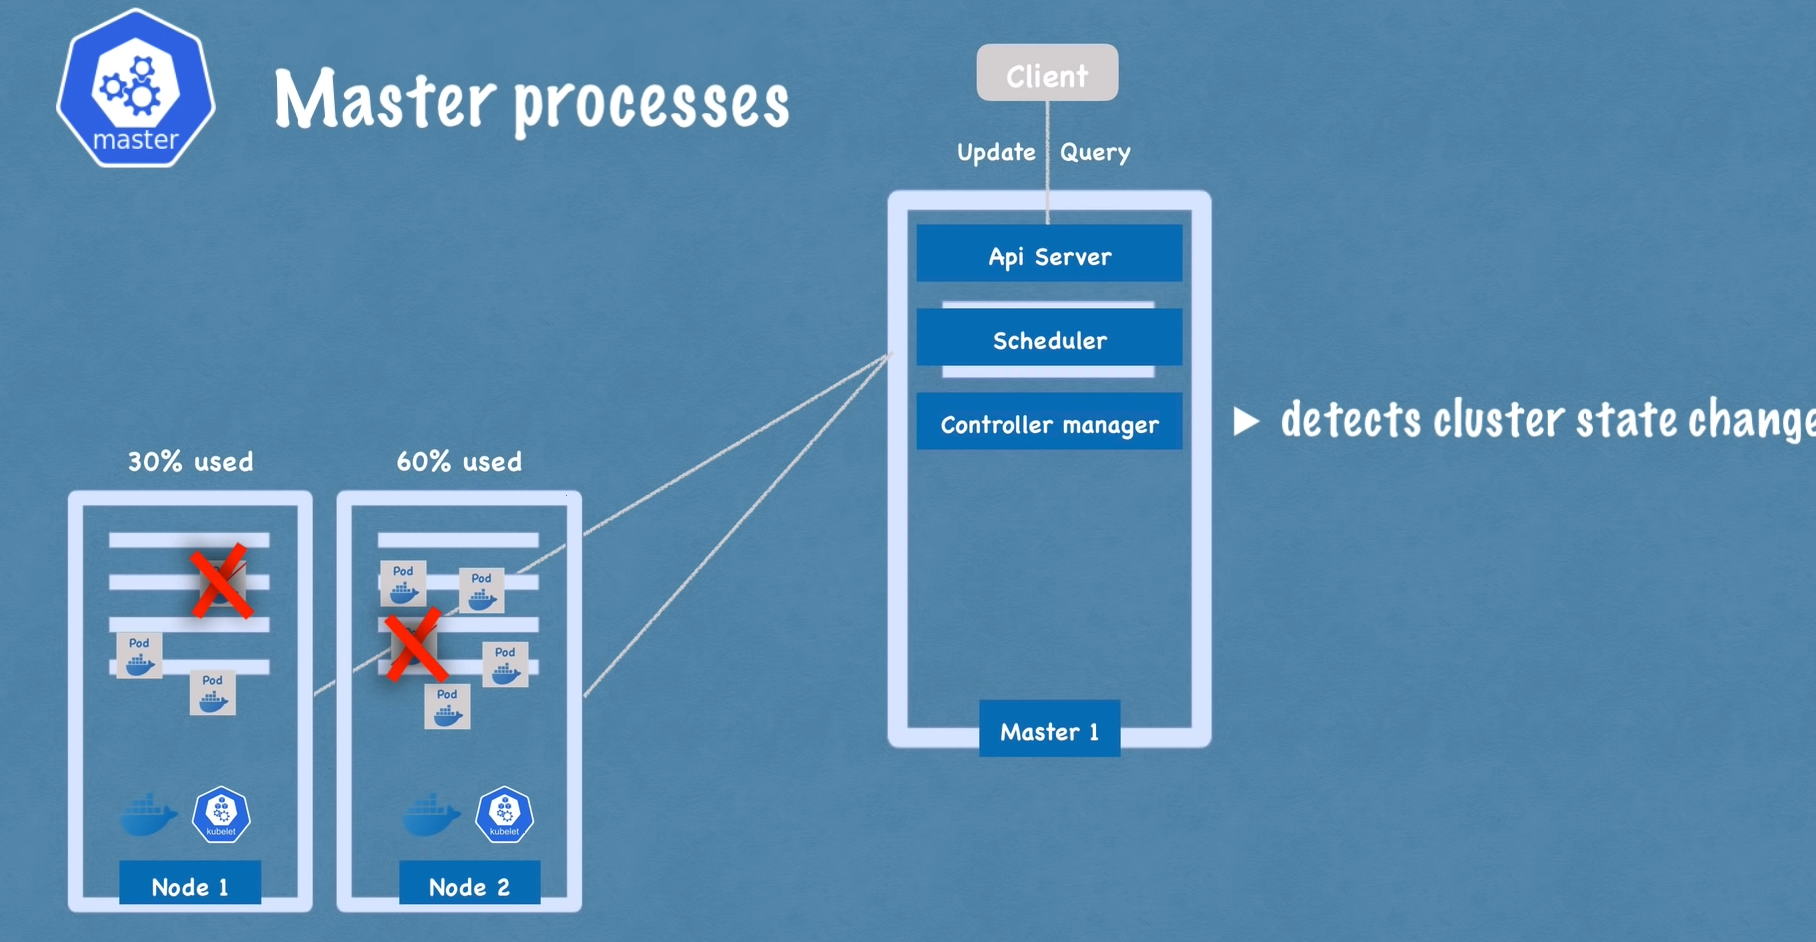 master
Master processes
Client
Update Query
Api Server
Scheduler
Controller manager
detects cluster state change
30% used
60% used
Pod
Pod
Pod
Pod
Pod
Pod
kubelet
kubelet
Node 1
Node 2
Master 1